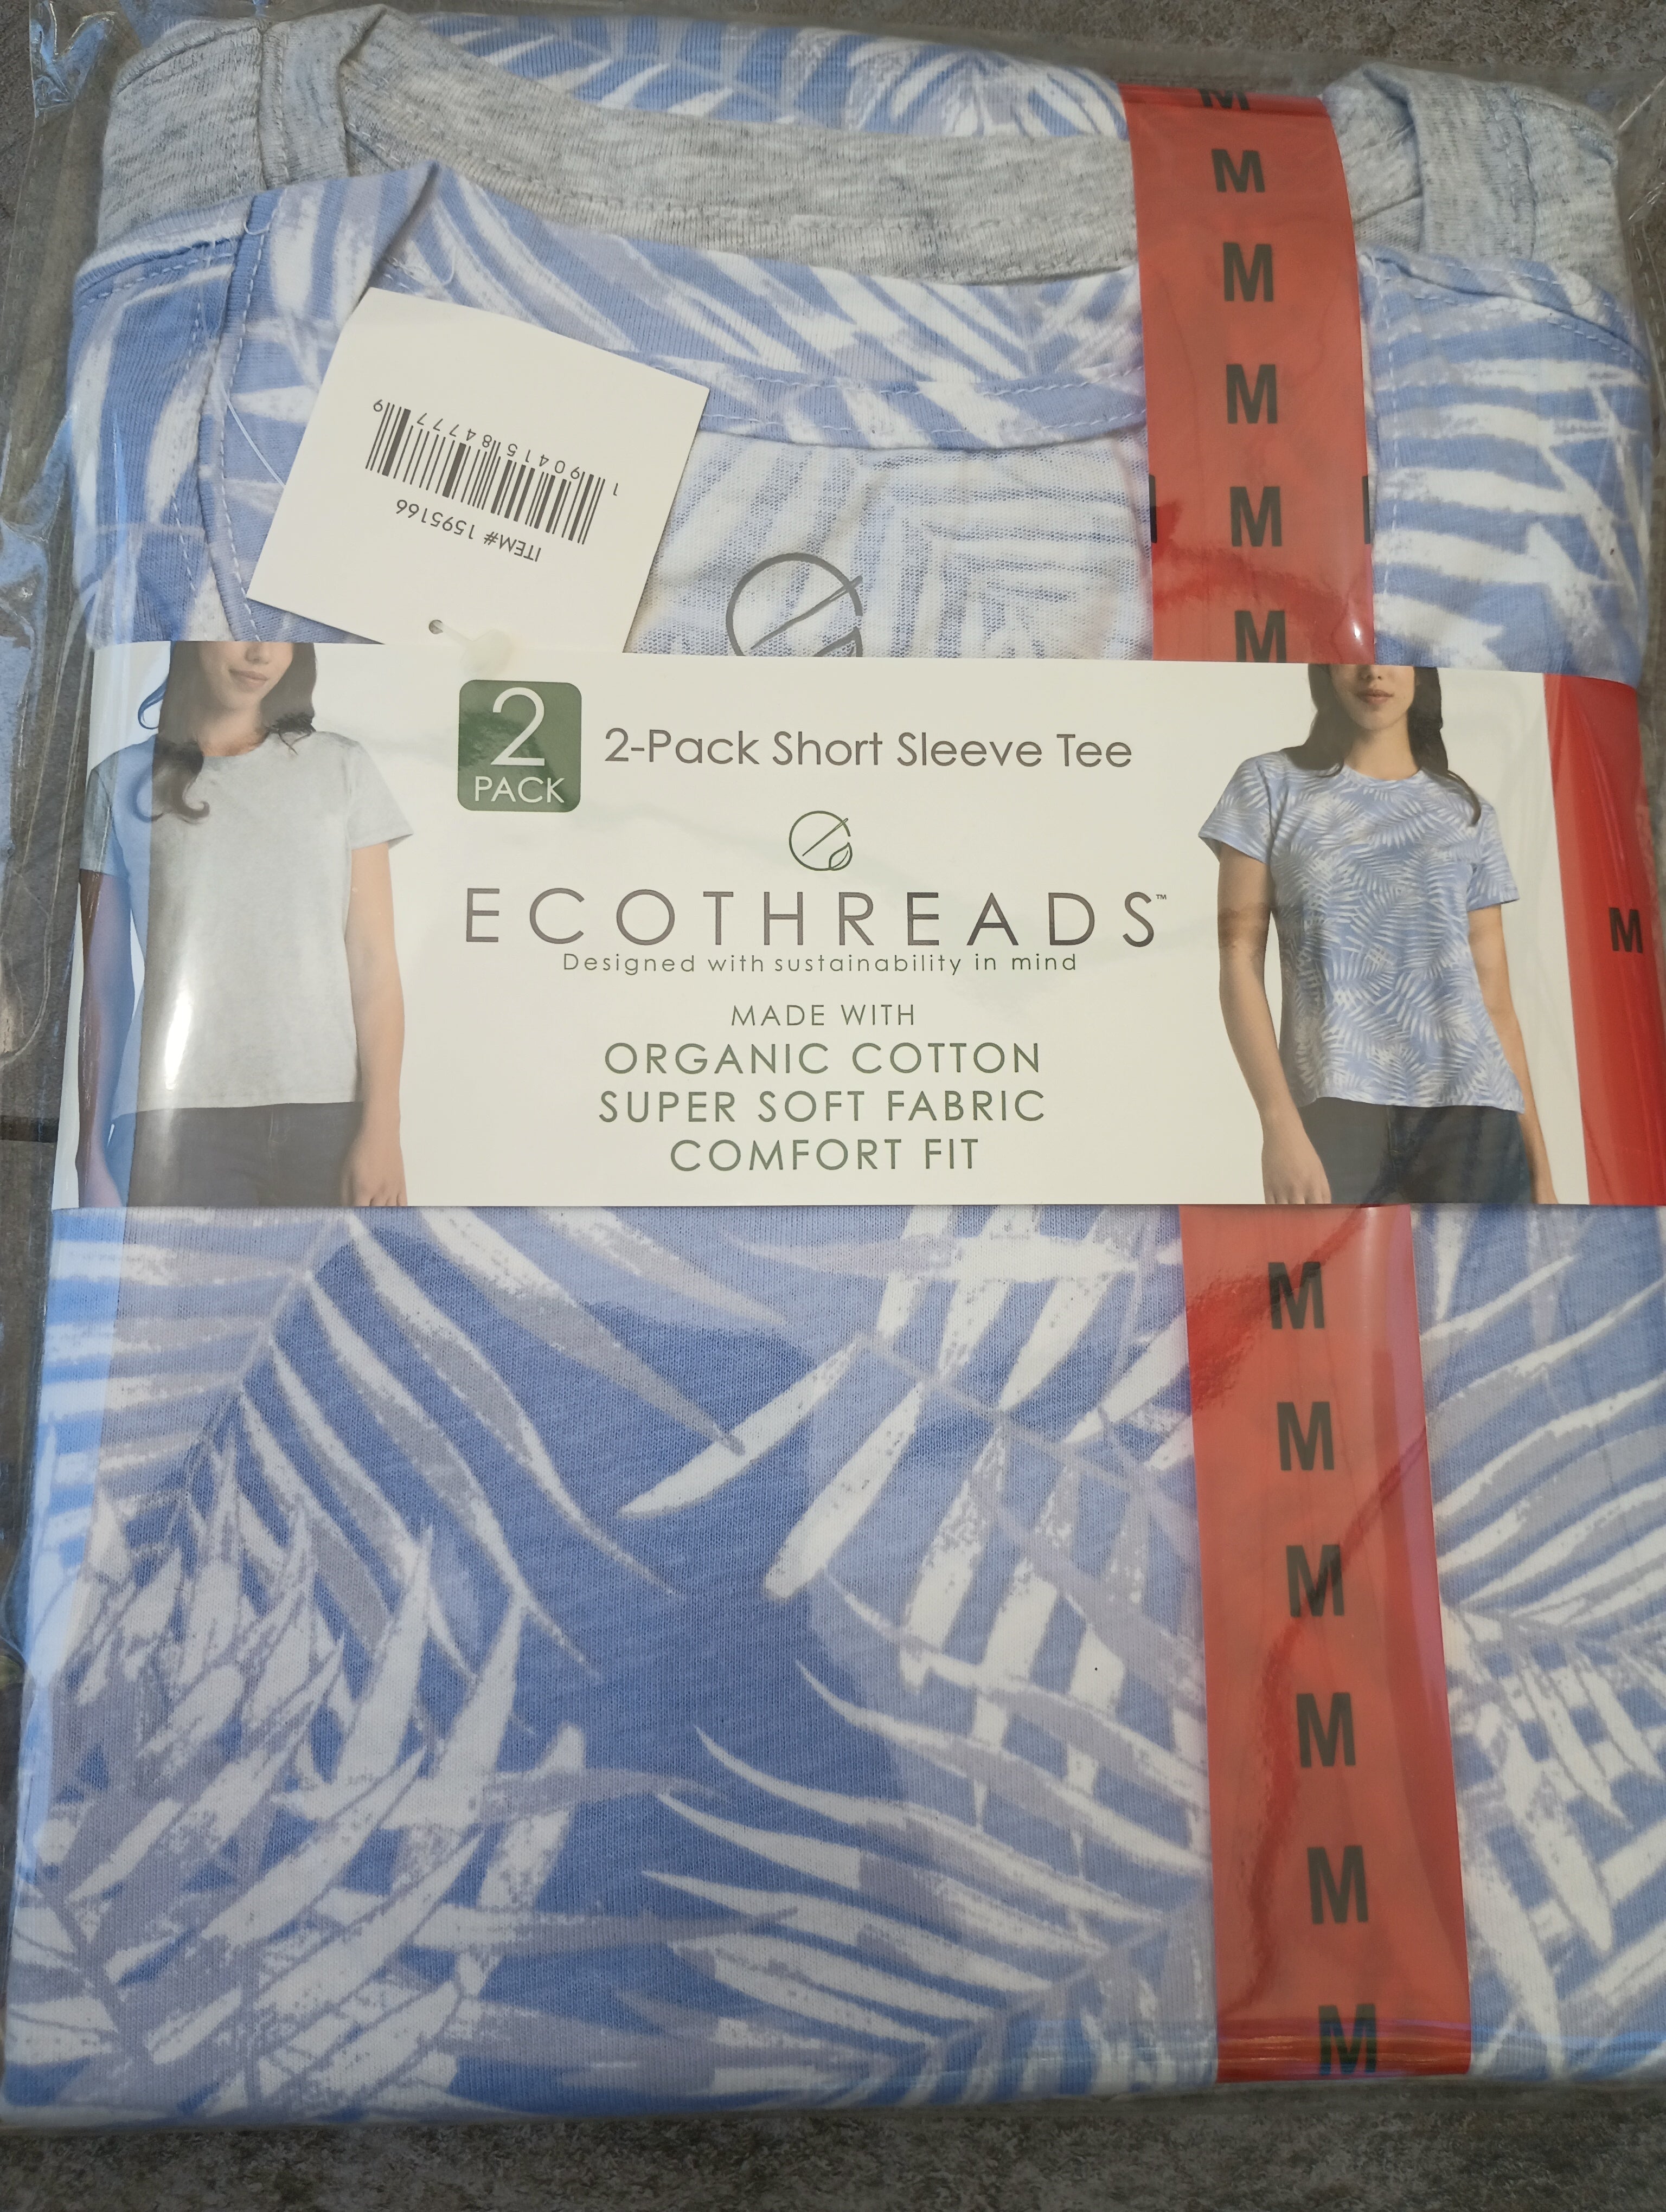 M
M
M
M
M
M
ITEM# 1595166
1 90415 84777 9
2
PACK
2-Pack Short Sleeve Tee
ECOTHREADS™
Designed with sustainability in mind
MADE WITH
ORGANIC COTTON
SUPER SOFT FABRIC
COMFORT FIT
M
M
M
M
M
M
M